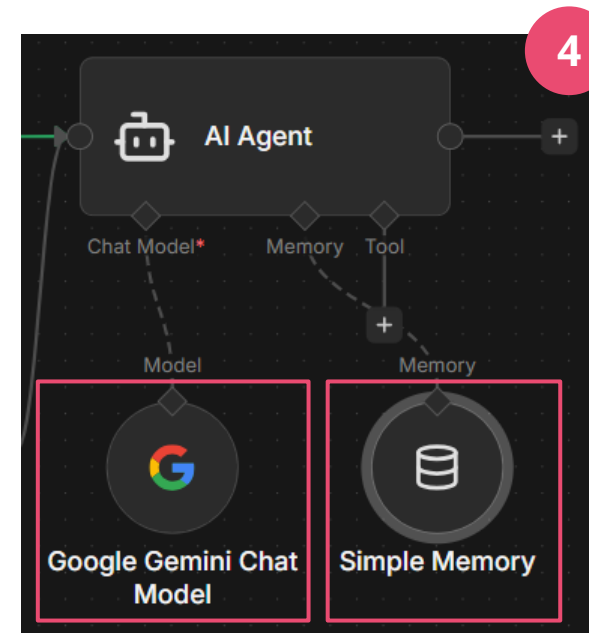 4
AI Agent
Chat Model*
Memory
Tool
+
+
Model
Memory
Google Gemini Chat
Model
Simple Memory